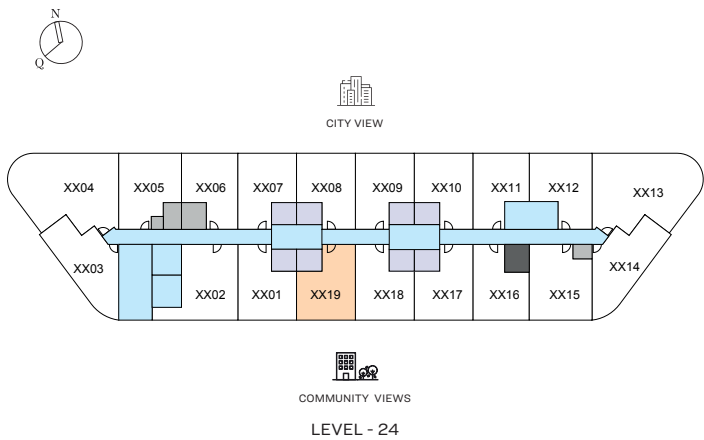 N
Q
CITY VIEW
XX04 XX05 XX06 XX07 XX08 XX09 XX10 XX11 XX12 XX13
XX03 XX14
XX02 XX01 XX19 XX18 XX17 XX16 XX15
COMMUNITY VIEWS
LEVEL - 24